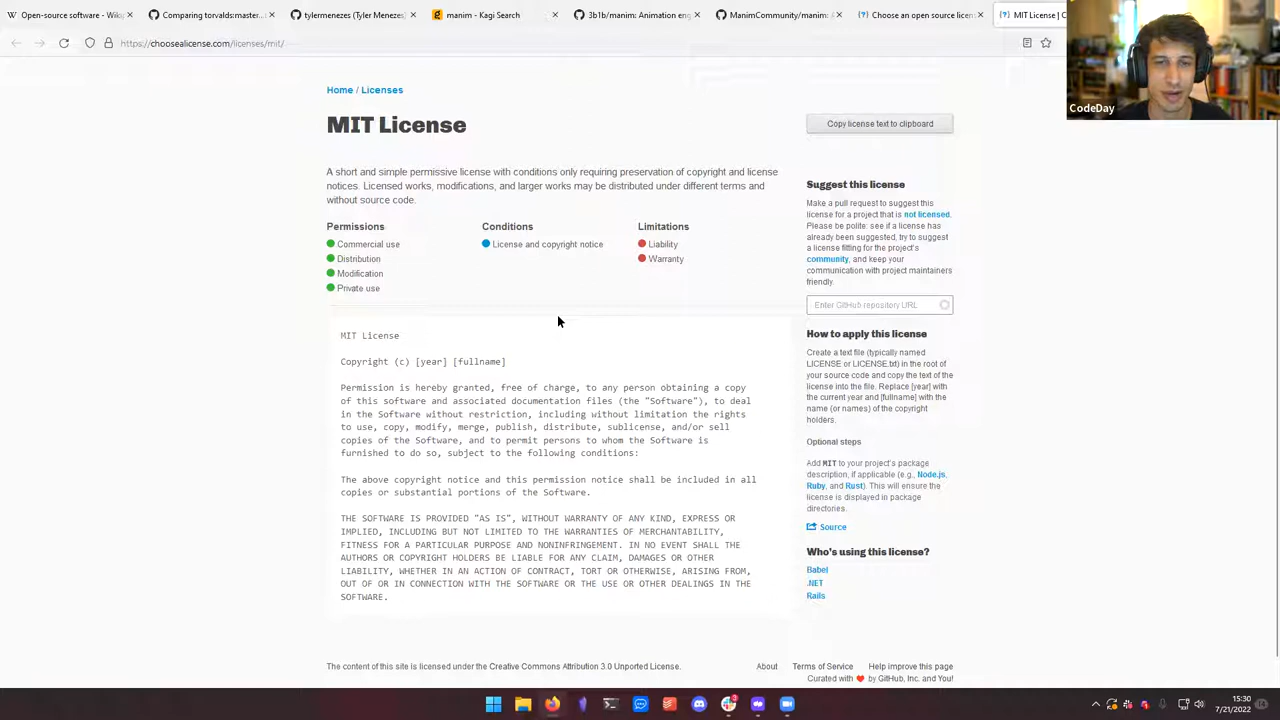 Open-source software - Wiki
Comparing torvalds:master...
tylermenezes (Tyler Menezes)
manim - Kagi Search
3b1b/manim: Animation en
ManimCommunity/manim: A
Choose an open source licen
MIT License | C
https://choosealicense.com/licenses/mit/
CodeDay
Home / Licenses
MIT License
Copy license text to clipboard
A short and simple permissive license with conditions only requiring preservation of copyright and license
notices. Licensed works, modifications, and larger works may be distributed under different terms and
without source code.
Permissions
Commercial use
Distribution
Modification
Private use
Conditions
License and copyright notice
Limitations
Liability
Warranty
MIT License
Copyright (c) [year] [fullname]
Permission is hereby granted, free of charge, to any person obtaining a copy
of this software and associated documentation files (the "Software"), to deal
in the Software without restriction, including without limitation the rights
to use, copy, modify, merge, publish, distribute, sublicense, and/or sell
copies of the Software, and to permit persons to whom the Software is
furnished to do so, subject to the following conditions:
The above copyright notice and this permission notice shall be included in all
copies or substantial portions of the Software.
THE SOFTWARE IS PROVIDED "AS IS", WITHOUT WARRANTY OF ANY KIND, EXPRESS OR
IMPLIED, INCLUDING BUT NOT LIMITED TO THE WARRANTIES OF MERCHANTABILITY,
FITNESS FOR A PARTICULAR PURPOSE AND NONINFRINGEMENT. IN NO EVENT SHALL THE
AUTHORS OR COPYRIGHT HOLDERS BE LIABLE FOR ANY CLAIM, DAMAGES OR OTHER
LIABILITY, WHETHER IN AN ACTION OF CONTRACT, TORT OR OTHERWISE, ARISING FROM,
OUT OF OR IN CONNECTION WITH THE SOFTWARE OR THE USE OR OTHER DEALINGS IN THE
SOFTWARE.
Suggest this license
Make a pull request to suggest this
license for a project that is not licensed.
Please be polite: see if a license has
already been suggested, try to suggest
a license fitting for the project's
community, and keep your
communication with project maintainers
friendly.
Enter GitHub repository URL
How to apply this license
Create a text file (typically named
LICENSE or LICENSE.txt) in the root of
your source code and copy the text of the
license into the file. Replace [year] with
the current year and [fullname] with the
name (or names) of the copyright
holders.
Optional steps
Add MIT to your project's package
description, if applicable (e.g., Node.js,
Ruby, and Rust). This will ensure the
license is displayed in package
directories.
Source
Who's using this license?
Babel
.NET
Rails
The content of this site is licensed under the Creative Commons Attribution 3.0 Unported License.
About
Terms of Service
Help improve this page
Curated with ❤ by GitHub, Inc. and You!
15:30
7/21/2022